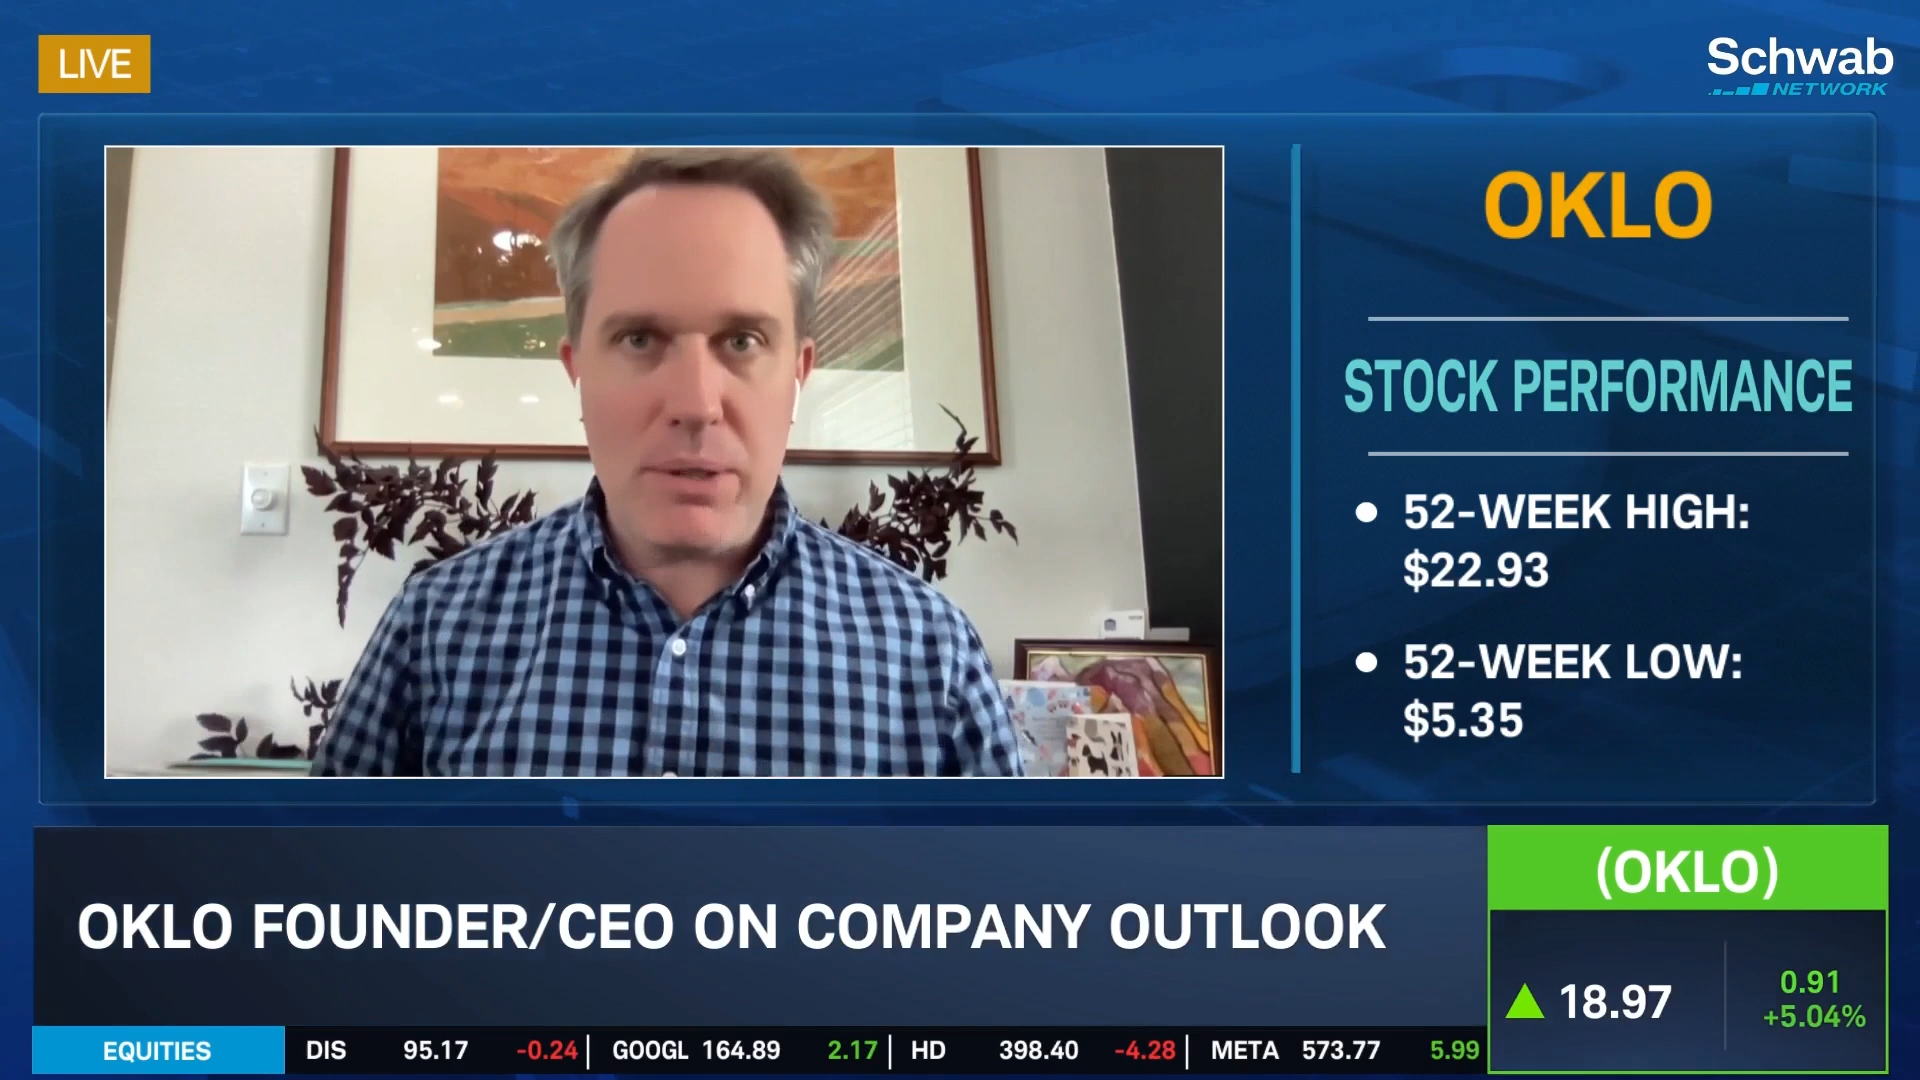 LIVE
Schwab
NETWORK
OKLO
STOCK PERFORMANCE
52-WEEK HIGH:
$22.93
52-WEEK LOW:
$5.35
OKLO FOUNDER/CEO ON COMPANY OUTLOOK
(OKLO)
18.97
0.91
+5.04%
EQUITIES
DIS 95.17 -0.24 GOOGL 164.89 2.17 HD 398.40 -4.28 META 573.77 5.99